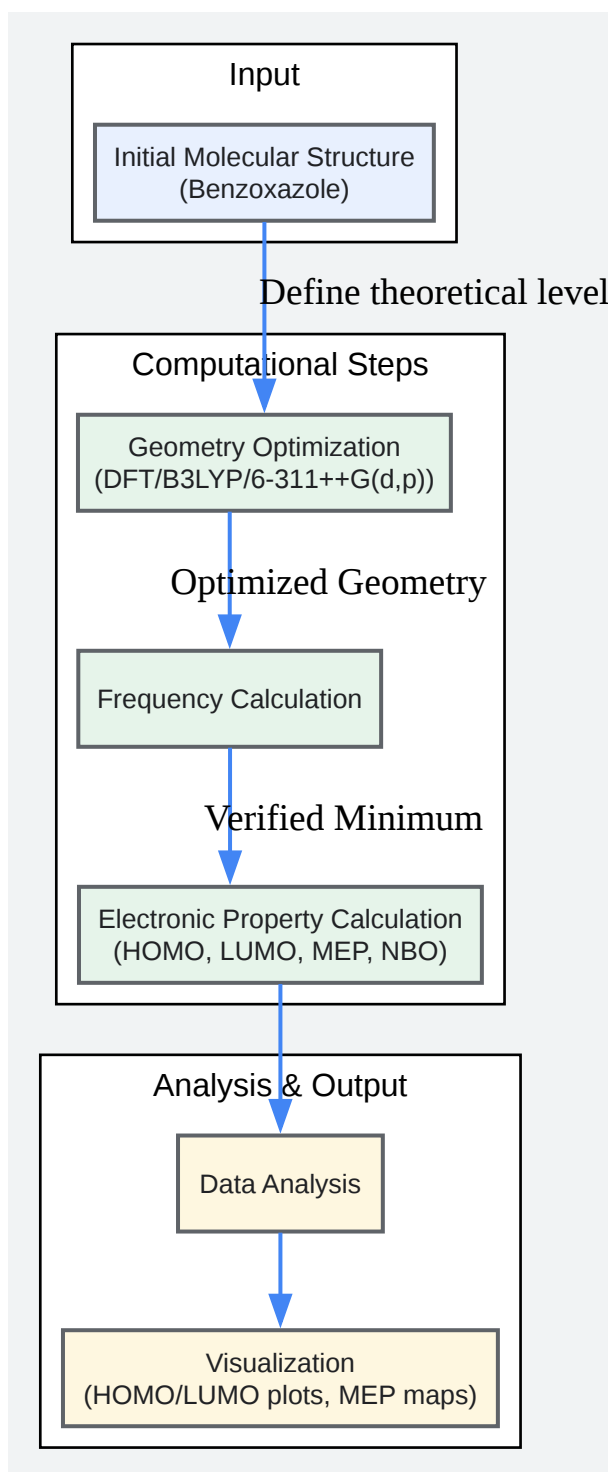 Input
Initial Molecular Structure
(Benzoxazole)
Define theoretical level
Computational Steps
Geometry Optimization
(DFT/B3LYP/6-311++G(d,p))
Optimized Geometry
Frequency Calculation
Verified Minimum
Electronic Property Calculation
(HOMO, LUMO, MEP, NBO)
Analysis & Output
Data Analysis
Visualization
(HOMO/LUMO plots, MEP maps)